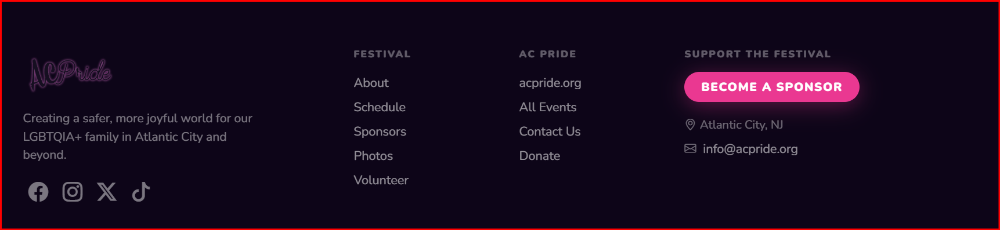 ACPride
Creating a safer, more joyful world for our
LGBTQIA+ family in Atlantic City and
beyond.
FESTIVAL
About
Schedule
Sponsors
Photos
Volunteer
AC PRIDE
acpride.org
All Events
Contact Us
Donate
SUPPORT THE FESTIVAL
BECOME A SPONSOR
Atlantic City, NJ
info@acpride.org